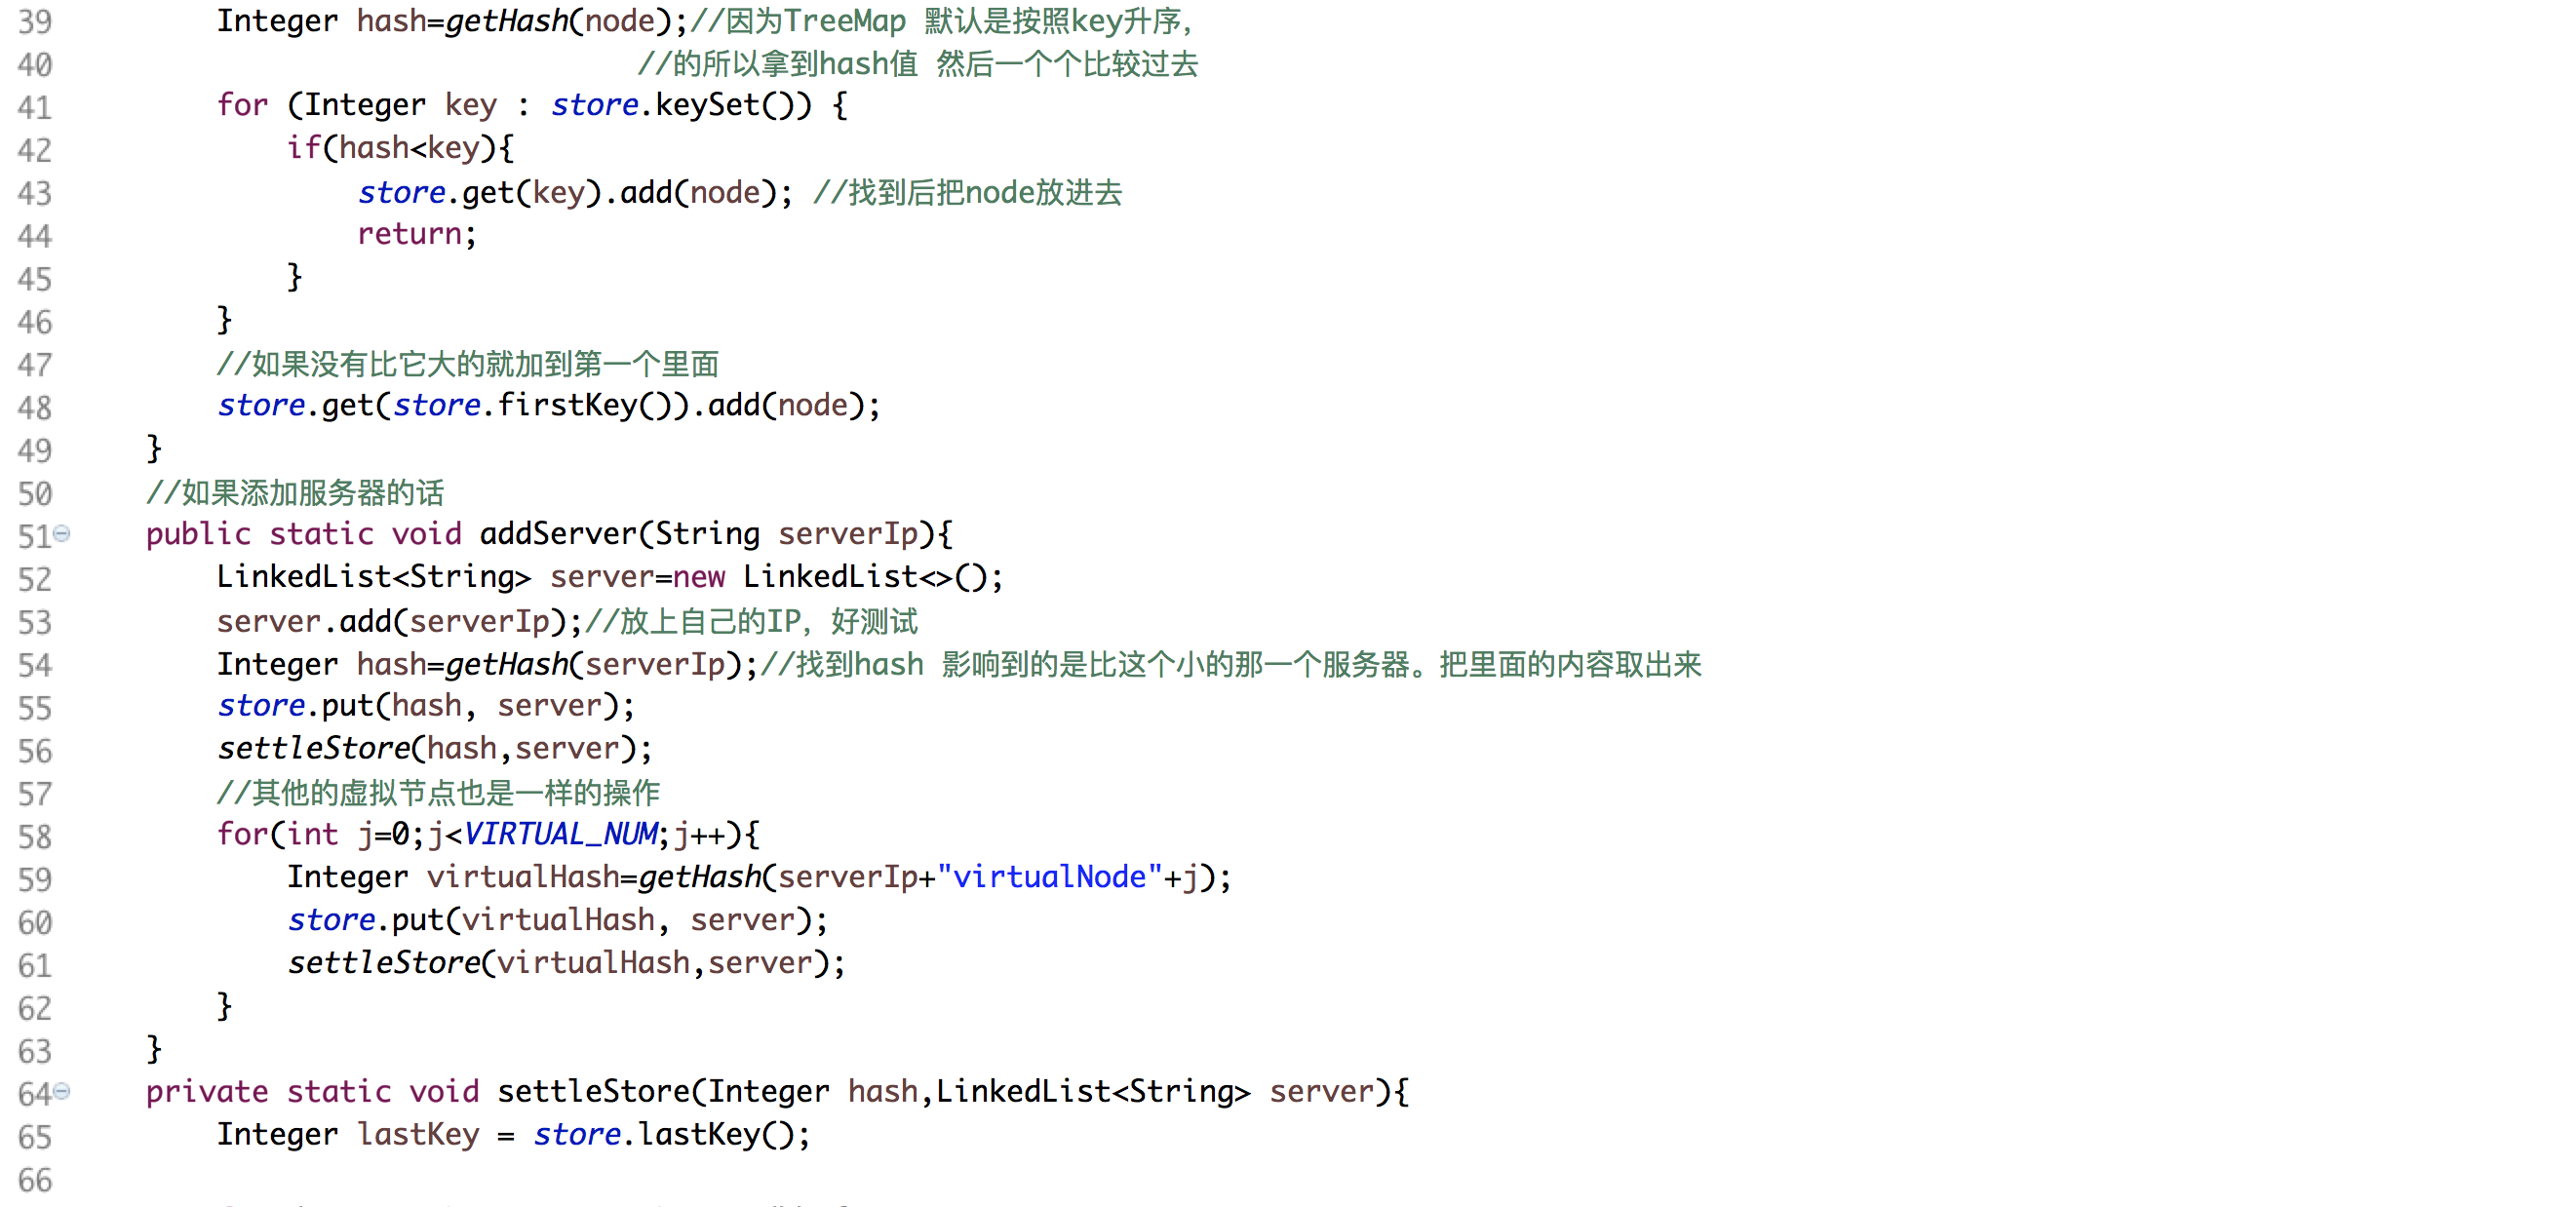 39 Integer hash=getHash(node);//因为TreeMap 默认是按照key升序，
40 //的所以拿到hash值 然后一个个比较过去
41 for (Integer key : store.keySet()) {
42 if(hash<key){
43 store.get(key).add(node); //找到后把node放进去
44 return;
45 }
46 }
47 //如果没有比它大的就加到第一个里面
48 store.get(store.firstKey()).add(node);
49 }
50 //如果添加服务器的话
51 public static void addServer(String serverIp){
52 LinkedList<String> server=new LinkedList<>();
53 server.add(serverIp);//放上自己的IP，好测试
54 Integer hash=getHash(serverIp);//找到hash 影响到的是比这个小的那一个服务器。把里面的内容取出来
55 store.put(hash, server);
56 settleStore(hash,server);
57 //其他的虚拟节点也是一样的操作
58 for(int j=0;j<VIRTUAL_NUM;j++){
59 Integer virtualHash=getHash(serverIp+"virtualNode"+j);
60 store.put(virtualHash, server);
61 settleStore(virtualHash,server);
62 }
63 }
64 private static void settleStore(Integer hash,LinkedList<String> server){
65 Integer lastKey = store.lastKey();
66